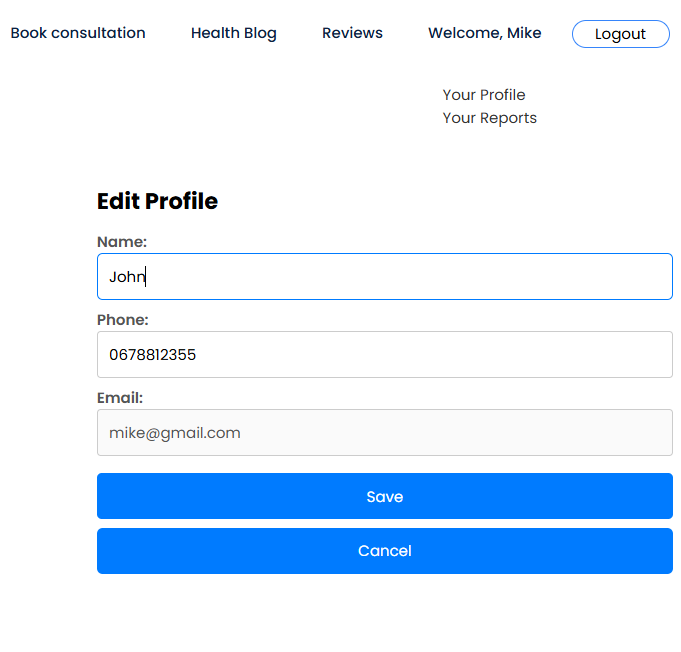 Book consultation Health Blog Reviews Welcome, Mike Logout
Your Profile
Your Reports
Edit Profile
Name:
John
Phone:
0678812355
Email:
mike@gmail.com
Save
Cancel